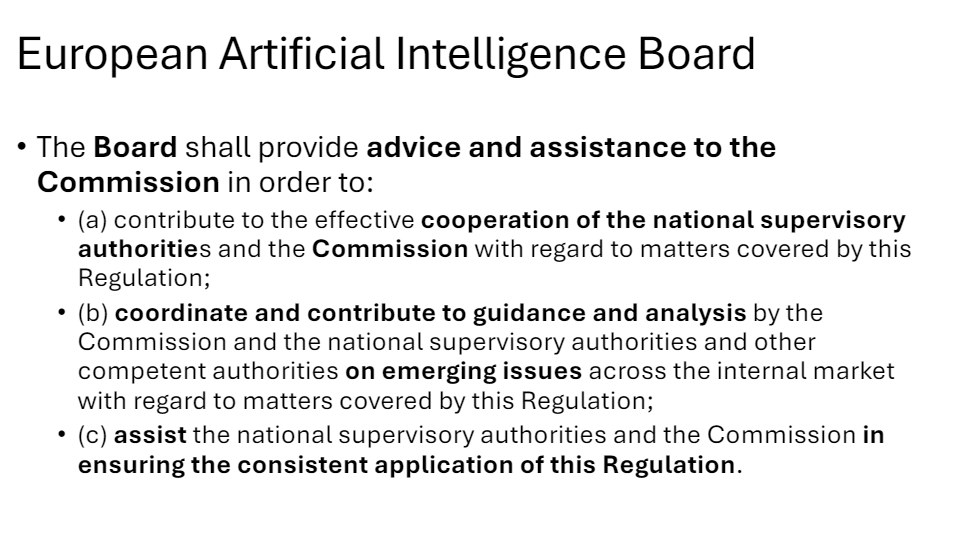 European Artificial Intelligence Board
• The Board shall provide advice and assistance to the
Commission in order to:
• (a) contribute to the effective cooperation of the national supervisory
authorities and the Commission with regard to matters covered by this
Regulation;
• (b) coordinate and contribute to guidance and analysis by the
Commission and the national supervisory authorities and other
competent authorities on emerging issues across the internal market
with regard to matters covered by this Regulation;
• (c) assist the national supervisory authorities and the Commission in
ensuring the consistent application of this Regulation.